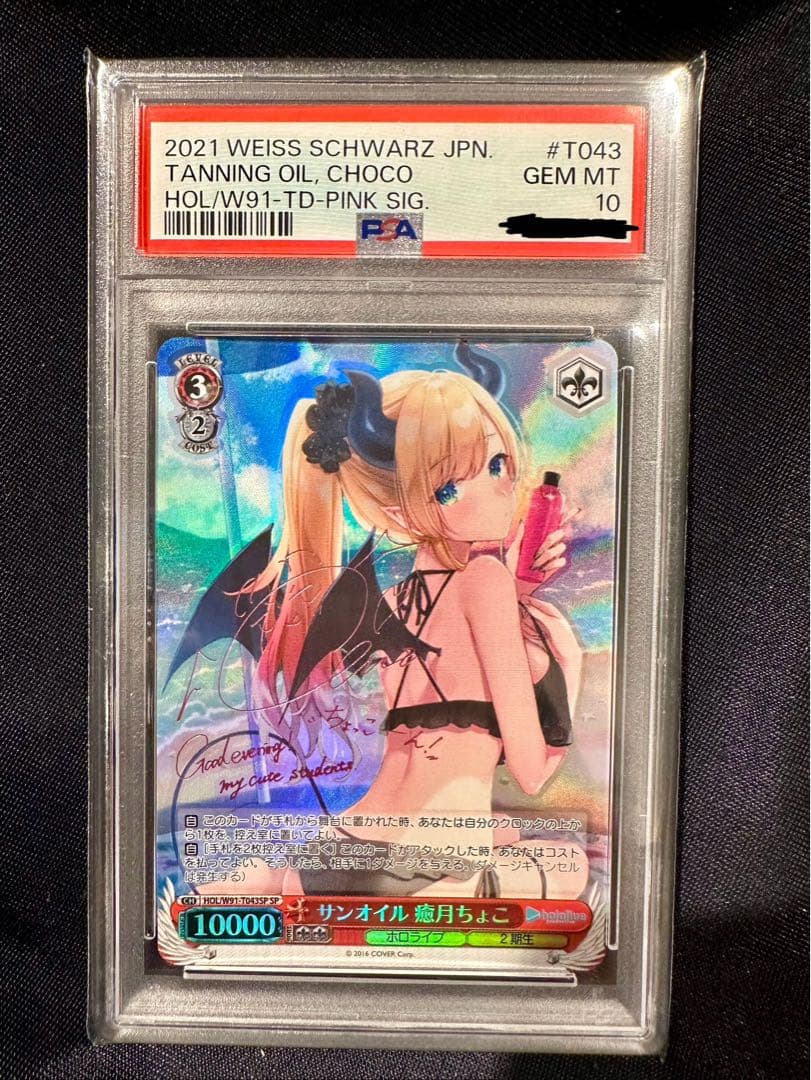 2021 WEISS SCHWARZ JPN. #T043
TANNING OIL, CHOCO GEM MT
HOL/W91-TD-PINK SIG. 10
PSA
LEVEL
3
2
COST
ちょこーん!
Good evening!
my cute students.
自 このカードが手札から舞台に置かれた時、あなたは自分のクロックの上か
ら1枚を、控え室に置いてよい。
自 [手札を2枚控え室に置く] このカードがアタックした時、あなたはコスト
を払ってよい。そうしたら、相手に1ダメージを与える。(ダメージキャンセル
は発生する)
CH HOL/W91-T043SP SP
10000 サンオイル 癒月ちょこ hololive
ホロライブ 2期生
© 2016 COVER Corp.